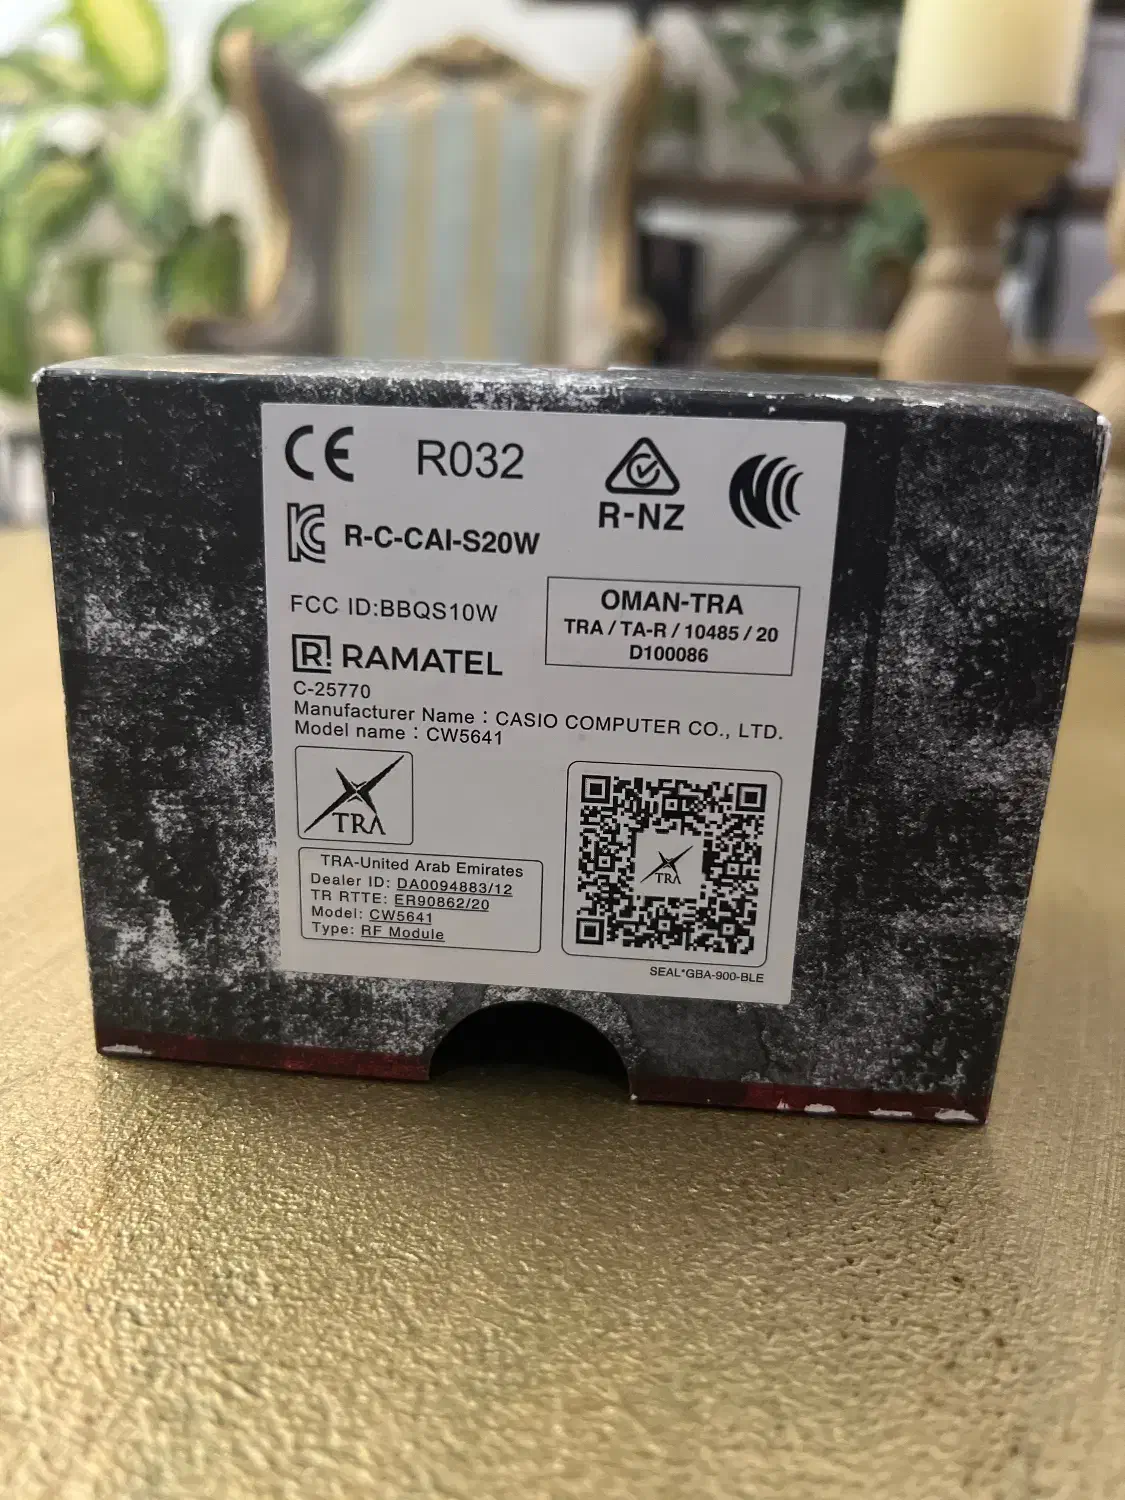 CE R032
R-NZ
R-C-CAI-S20W
FCC ID:BBQS10W
OMAN-TRA
TRA / TA-R / 10485 / 20
D100086
R! RAMATEL
C-25770
Manufacturer Name : CASIO COMPUTER CO., LTD.
Model name : CW5641
TRA
TRA-United Arab Emirates
Dealer ID: DA0094883/12
TR RTTE: ER90862/20
Model: CW5641
Type: RF Module
TRA
SEAL*GBA-900-BLE